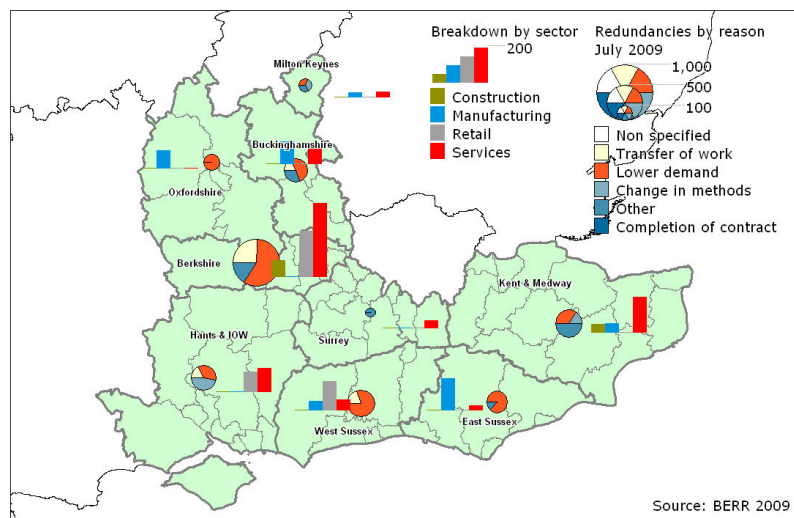 Breakdown by sector
200
Construction
Manufacturing
Retail
Services
Redundancies by reason
July 2009
1,000
500
100
Non specified
Transfer of work
Lower demand
Change in methods
Other
Completion of contract
Milton Keynes
Buckinghamshire
Oxfordshire
Berkshire
Kent & Medway
Hants & IOW
Surrey
West Sussex
East Sussex
Source: BERR 2009